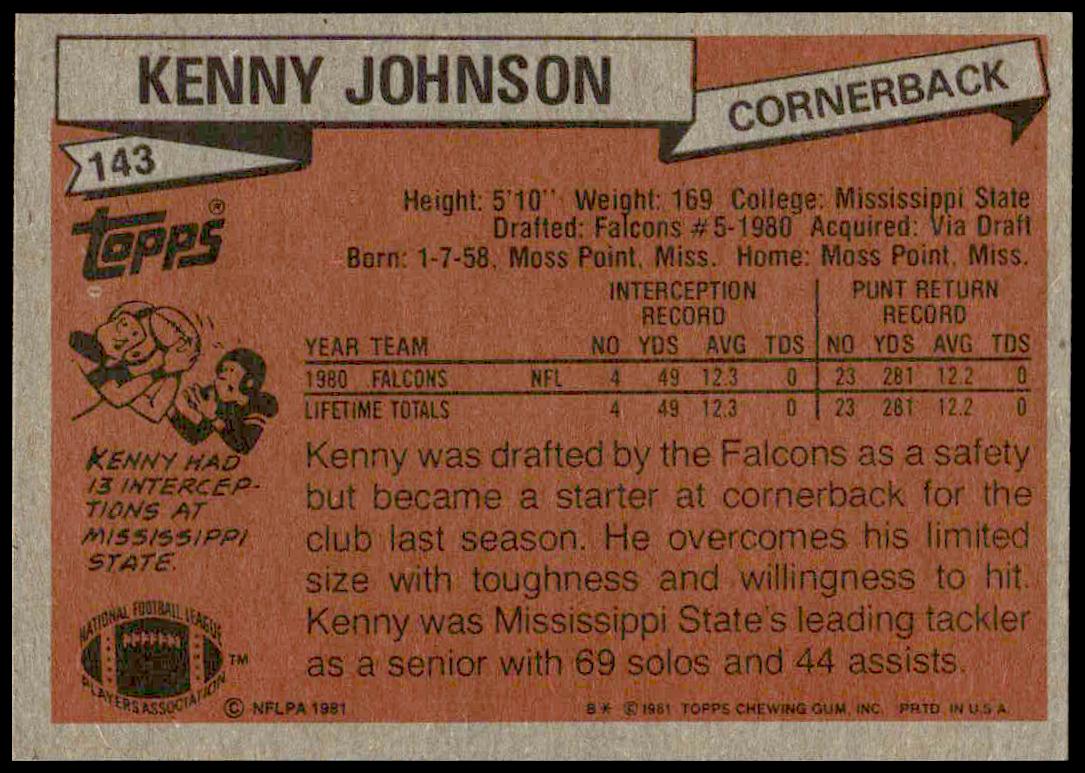 KENNY JOHNSON
CORNERBACK
143
topps®
Height: 5'10'' Weight: 169 College: Mississippi State
Drafted: Falcons #5-1980 Acquired: Via Draft
Born: 1-7-58, Moss Point, Miss. Home: Moss Point, Miss.
INTERCEPTION RECORD PUNT RETURN RECORD
YEAR TEAM NO YDS AVG TDS NO YDS AVG TDS
1980 FALCONS NFL 4 49 12.3 0 23 281 12.2 0
LIFETIME TOTALS 4 49 12.3 0 23 281 12.2 0
KENNY HAD
13 INTERCEP-
TIONS AT
MISSISSIPPI
STATE.
Kenny was drafted by the Falcons as a safety
but became a starter at cornerback for the
club last season. He overcomes his limited
size with toughness and willingness to hit.
Kenny was Mississippi State's leading tackler
as a senior with 69 solos and 44 assists.
NATIONAL FOOTBALL LEAGUE
PLAYERS ASSOCIATION
TM
© NFLPA 1981
B* © 1981 TOPPS CHEWING GUM, INC. PRTD. IN U.S.A.